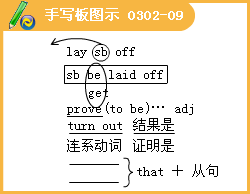 手写板图示 0302-09
lay sb off
sb be laid off
get
prove(to be)… adj
turn out 结果是
连系动词 证明是
that + 从句